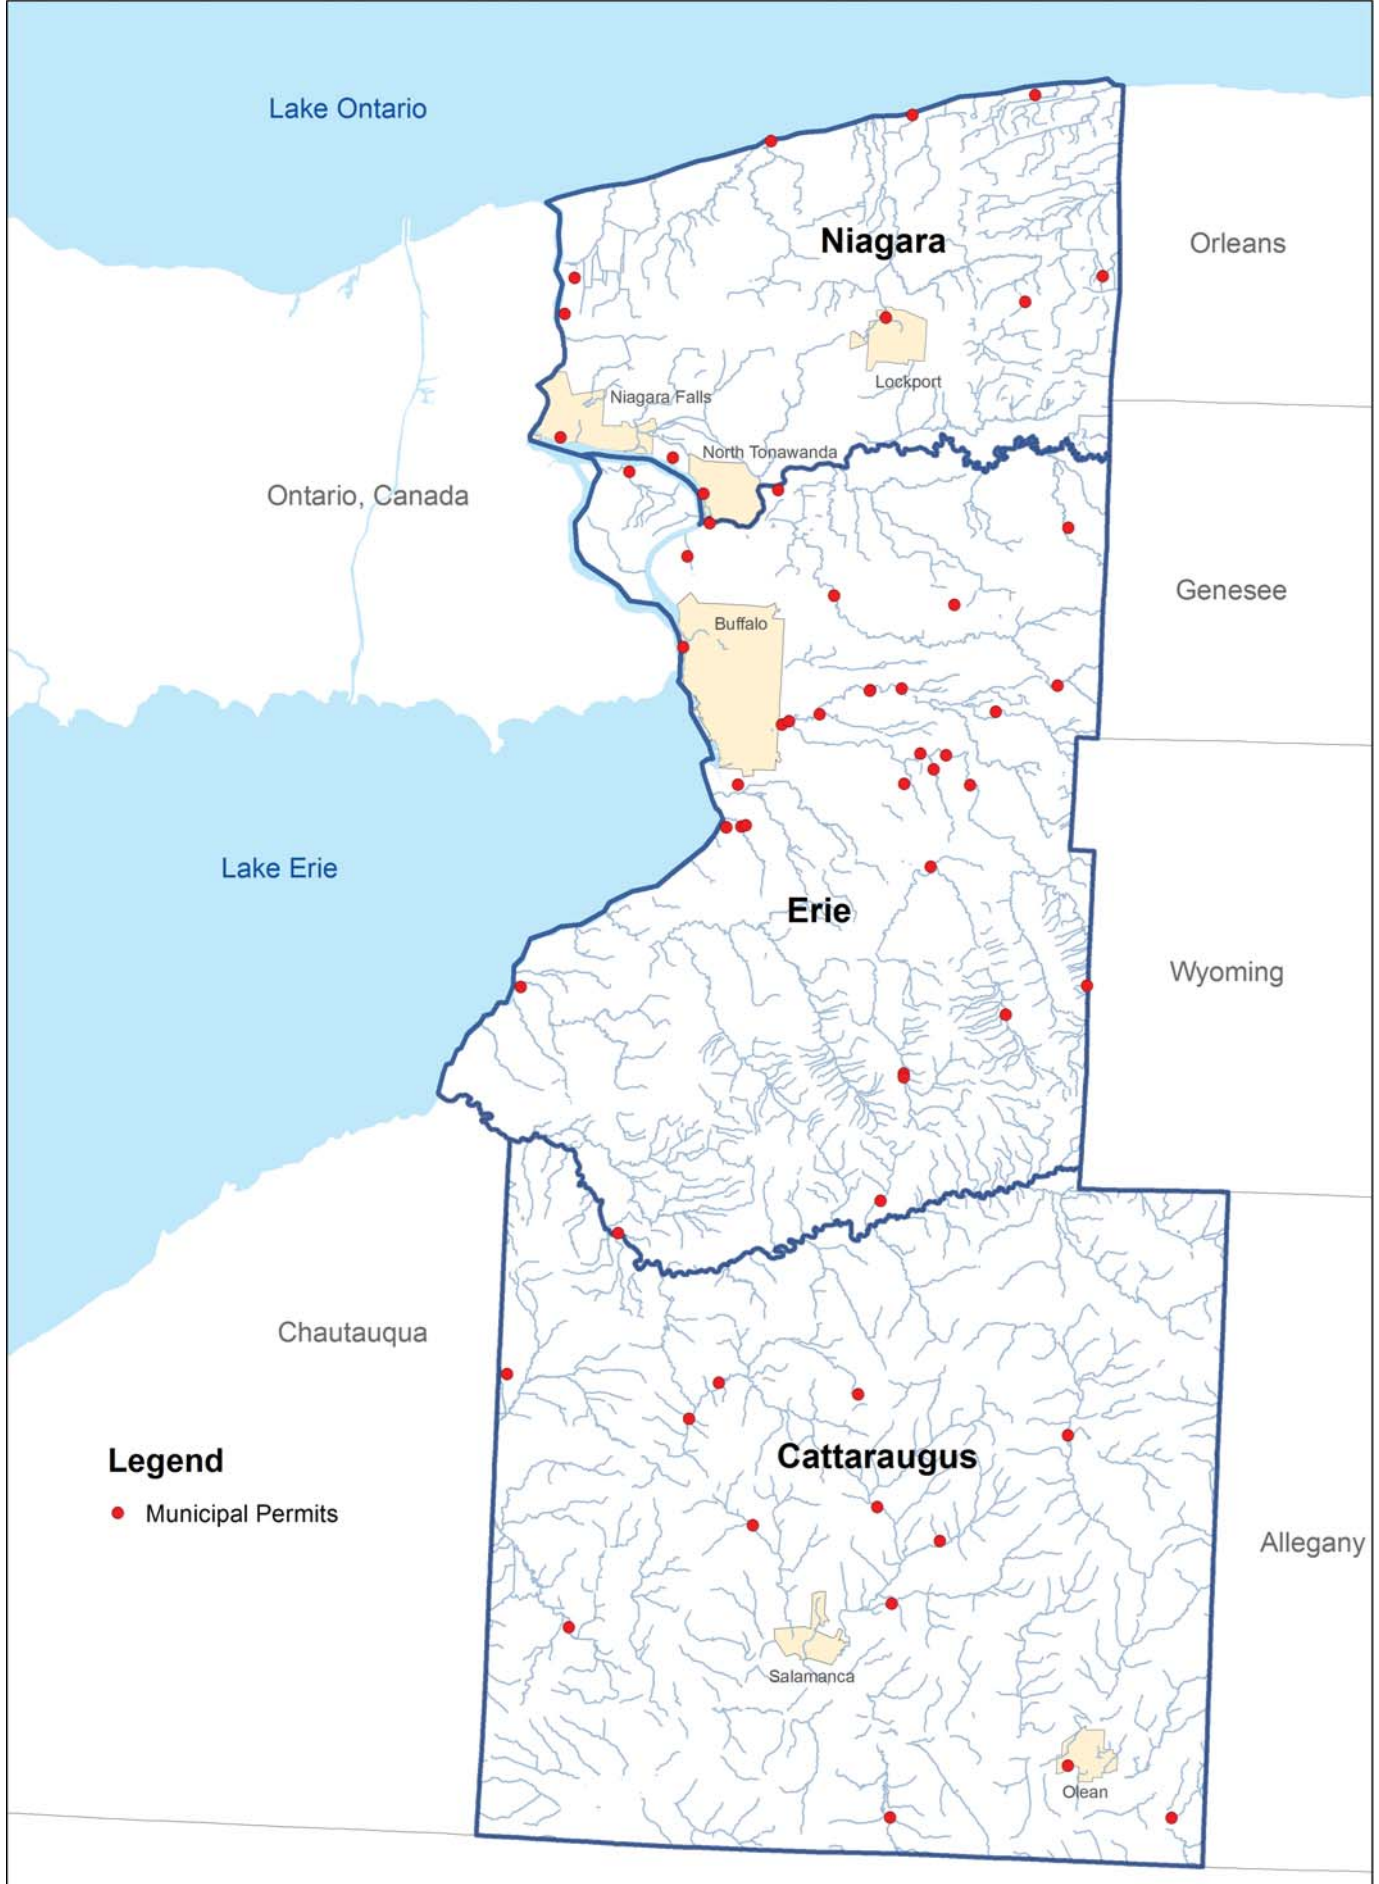 Lake Ontario
Niagara
Orleans
Lockport
Niagara Falls
North Tonawanda
Ontario, Canada
Genesee
Buffalo
Lake Erie
Erie
Wyoming
Chautauqua
Legend
Municipal Permits
Cattaraugus
Allegany
Salamanca
Olean